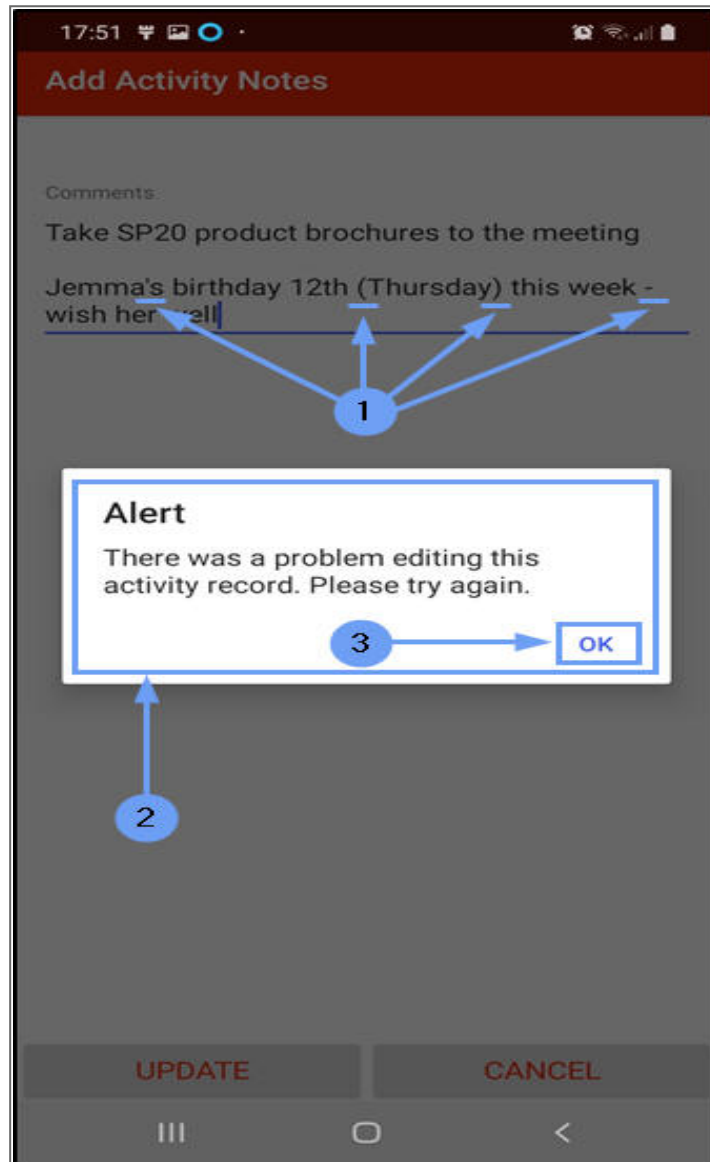 17:51
Add Activity Notes
Comments
Take SP20 product brochures to the meeting
Jemma's birthday 12th (Thursday) this week -
wish her well
1
Alert
There was a problem editing this
activity record. Please try again.
3
OK
2
UPDATE
CANCEL